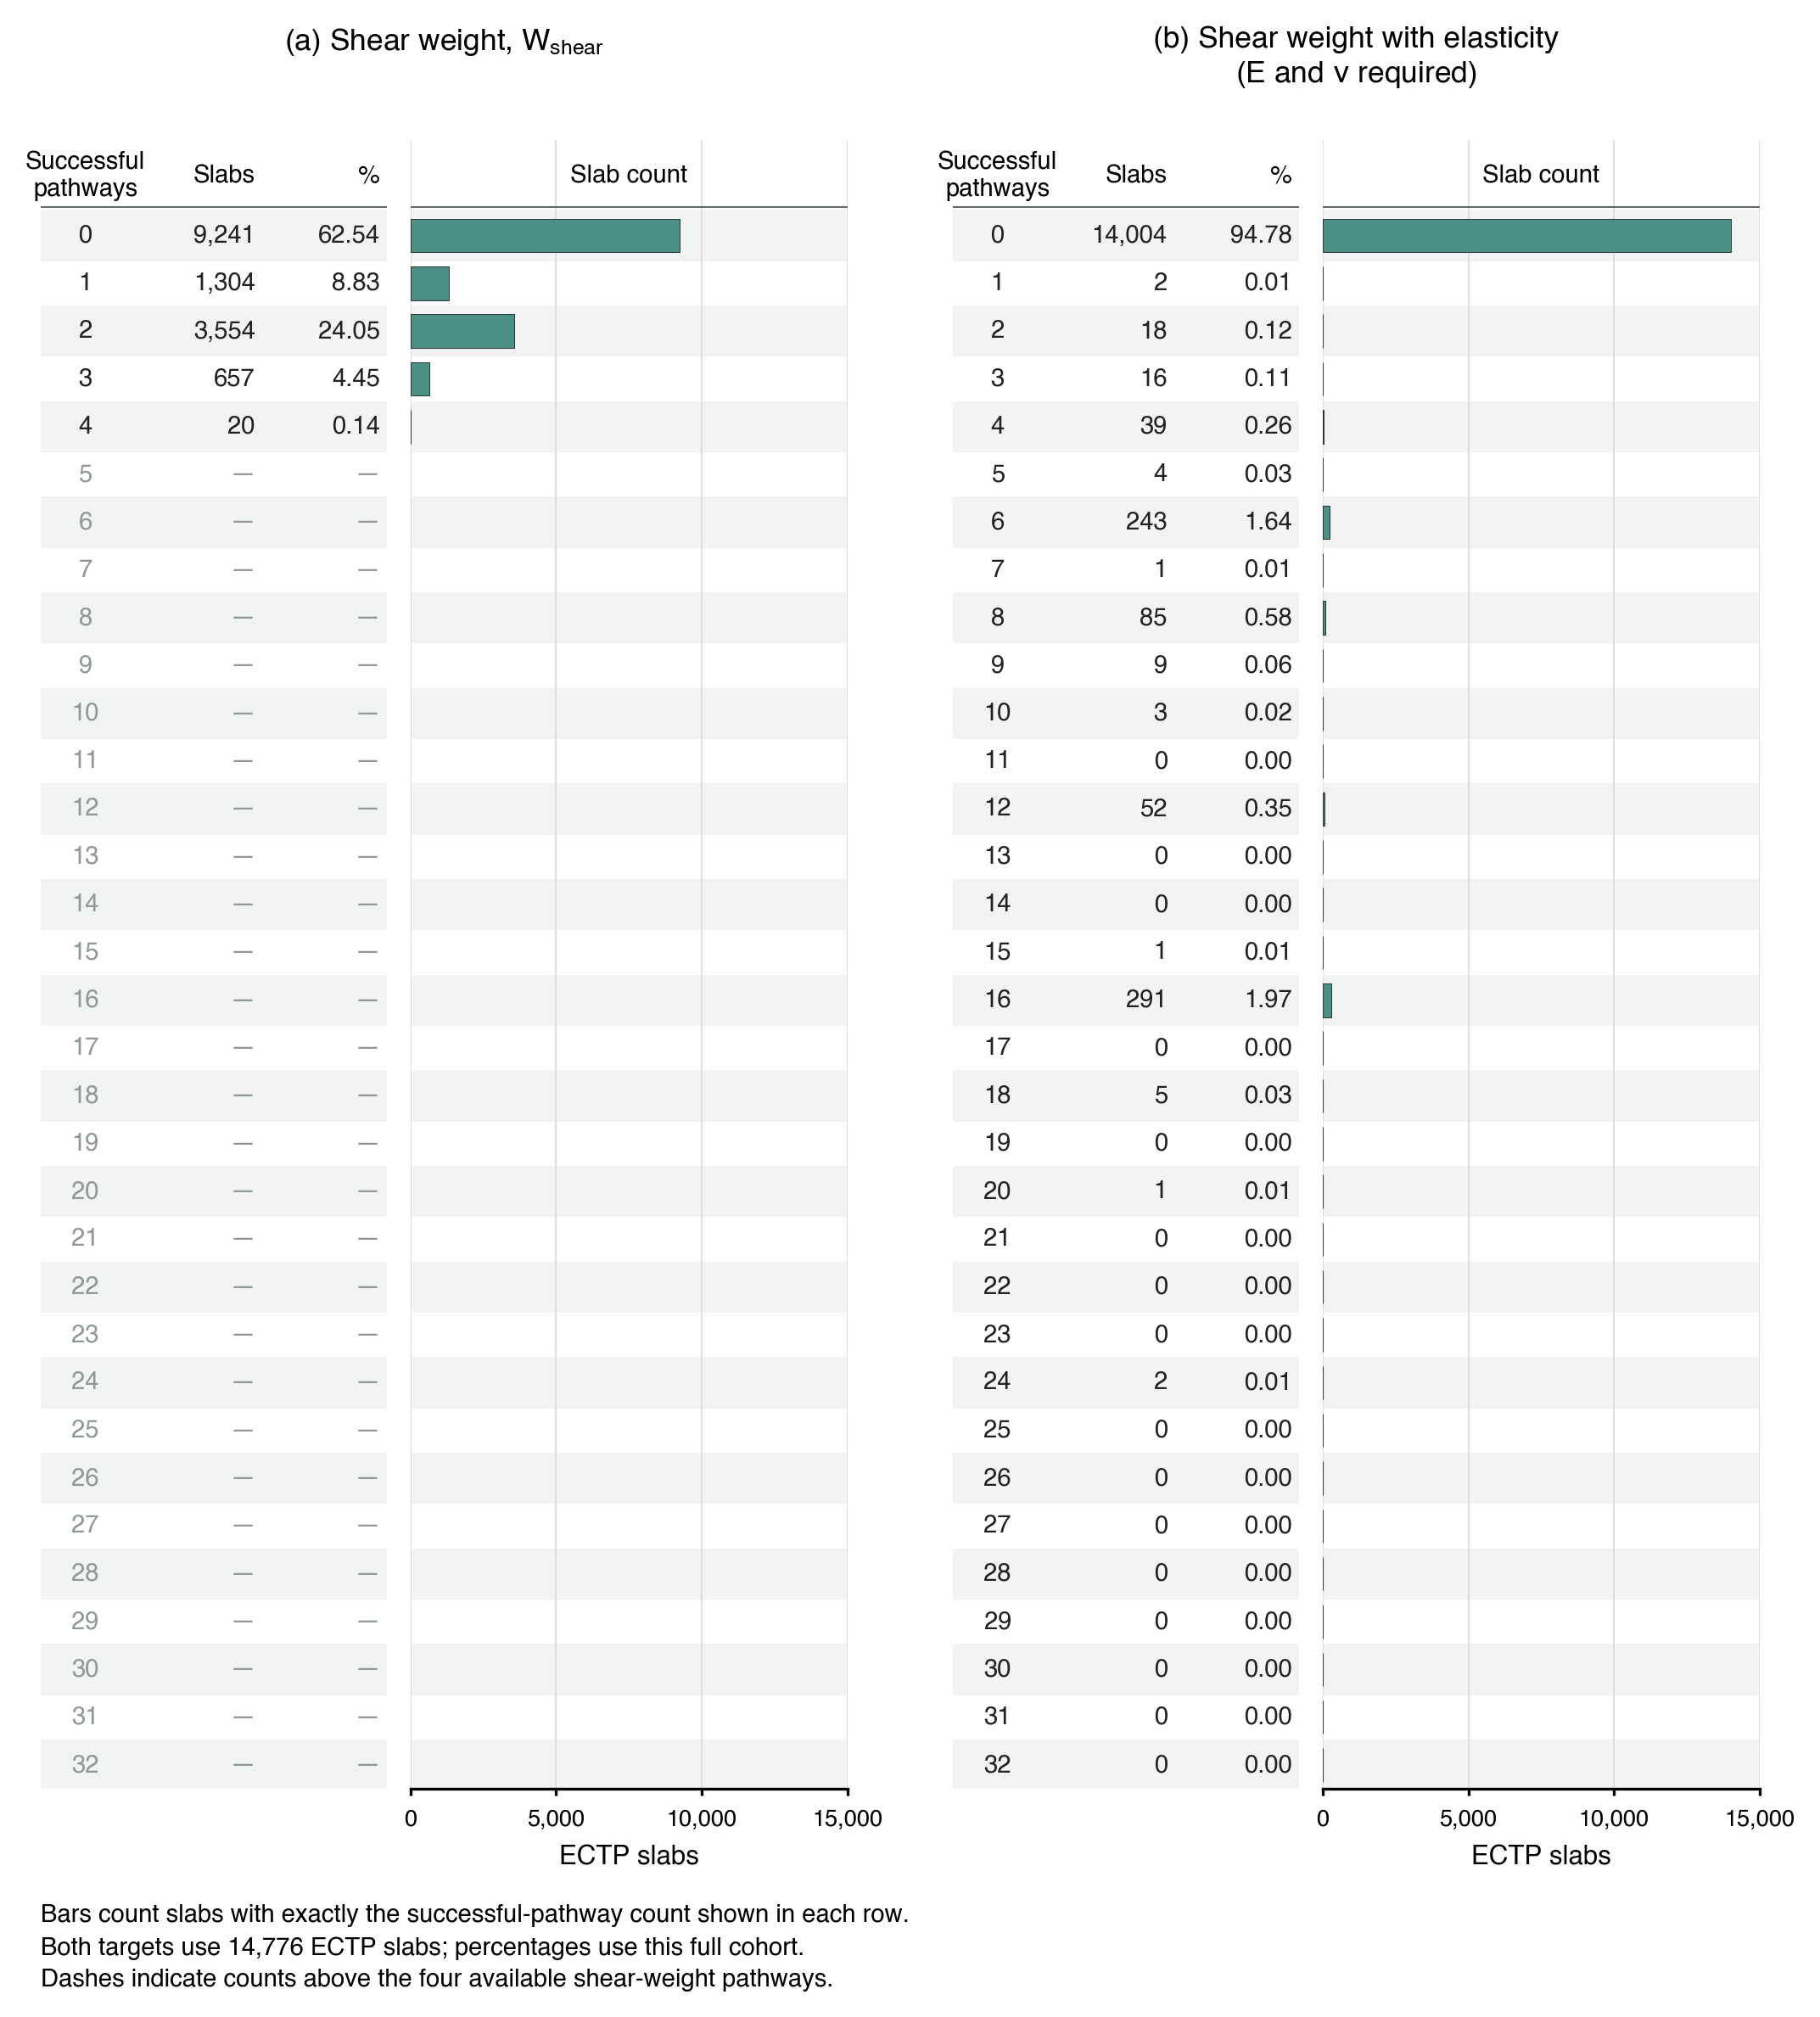 (a) Shear weight, Wshear
(b) Shear weight with elasticity
(E and ν required)
Successful
pathways Slabs % Slab count
0 9,241 62.54
1 1,304 8.83
2 3,554 24.05
3 657 4.45
4 20 0.14
5 — —
6 — —
7 — —
8 — —
9 — —
10 — —
11 — —
12 — —
13 — —
14 — —
15 — —
16 — —
17 — —
18 — —
19 — —
20 — —
21 — —
22 — —
23 — —
24 — —
25 — —
26 — —
27 — —
28 — —
29 — —
30 — —
31 — —
32 — —
0 5,000 10,000 15,000
ECTP slabs
Successful
pathways Slabs % Slab count
0 14,004 94.78
1 2 0.01
2 18 0.12
3 16 0.11
4 39 0.26
5 4 0.03
6 243 1.64
7 1 0.01
8 85 0.58
9 9 0.06
10 3 0.02
11 0 0.00
12 52 0.35
13 0 0.00
14 0 0.00
15 1 0.01
16 291 1.97
17 0 0.00
18 5 0.03
19 0 0.00
20 1 0.01
21 0 0.00
22 0 0.00
23 0 0.00
24 2 0.01
25 0 0.00
26 0 0.00
27 0 0.00
28 0 0.00
29 0 0.00
30 0 0.00
31 0 0.00
32 0 0.00
0 5,000 10,000 15,000
ECTP slabs
Bars count slabs with exactly the successful-pathway count shown in each row.
Both targets use 14,776 ECTP slabs; percentages use this full cohort.
Dashes indicate counts above the four available shear-weight pathways.